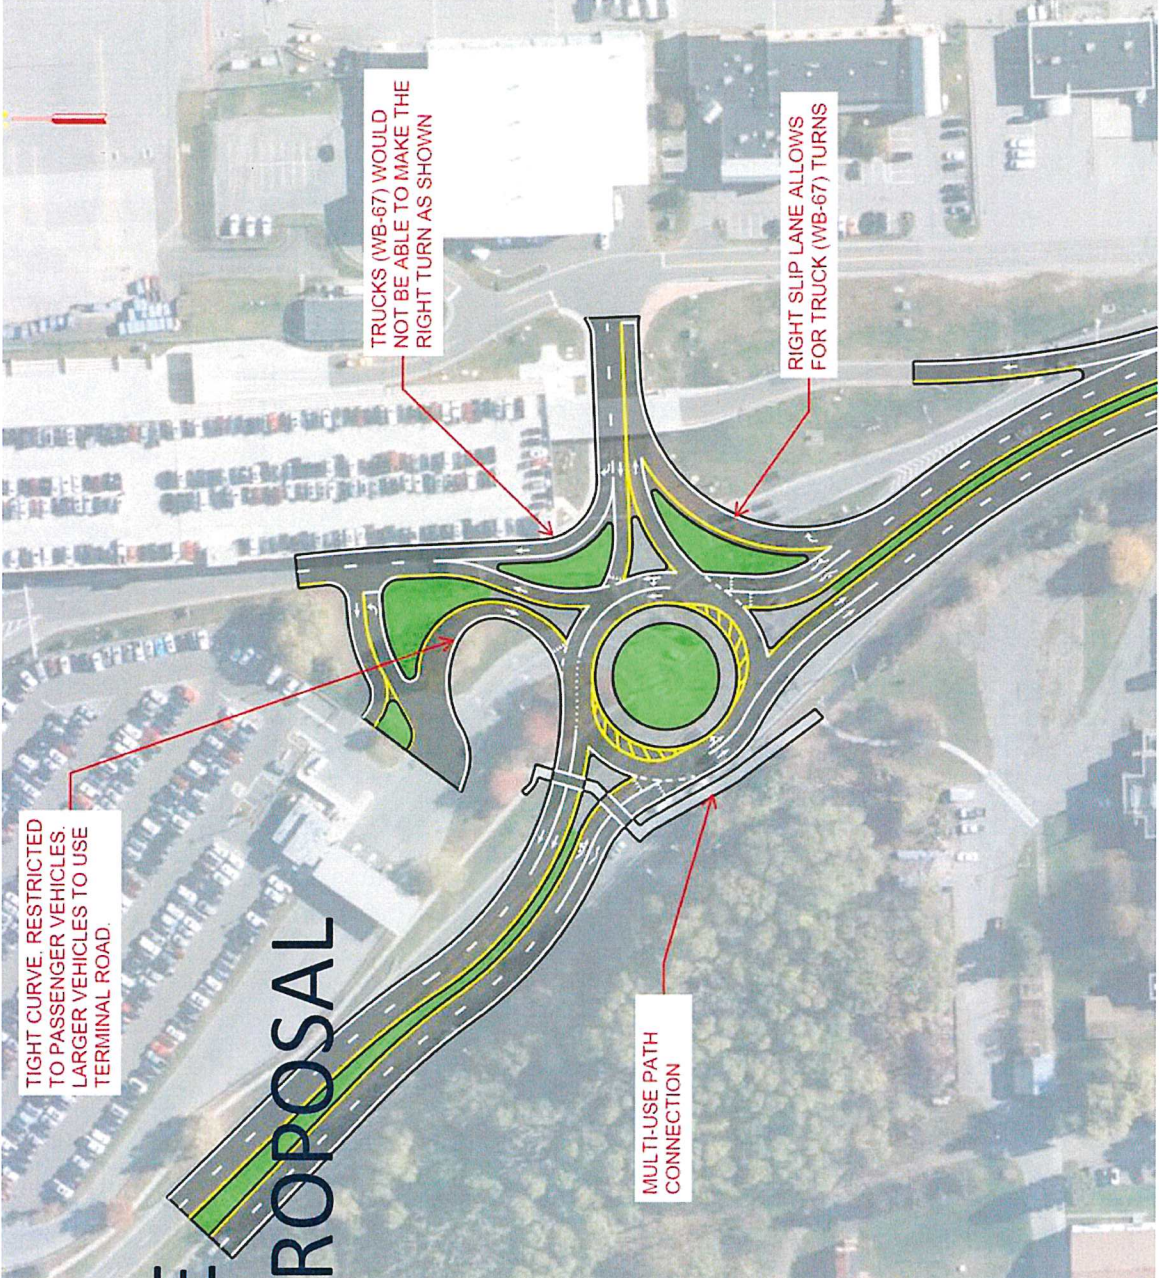 TIGHT CURVE, RESTRICTED
TO PASSENGER VEHICLES.
LARGER VEHICLES TO USE
TERMINAL ROAD.
TRUCKS (WB-67) WOULD
NOT BE ABLE TO MAKE THE
RIGHT TURN AS SHOWN
RIGHT SLIP LANE ALLOWS
FOR TRUCK (WB-67) TURNS
MULTI-USE PATH
CONNECTION
E
ROPOSAL